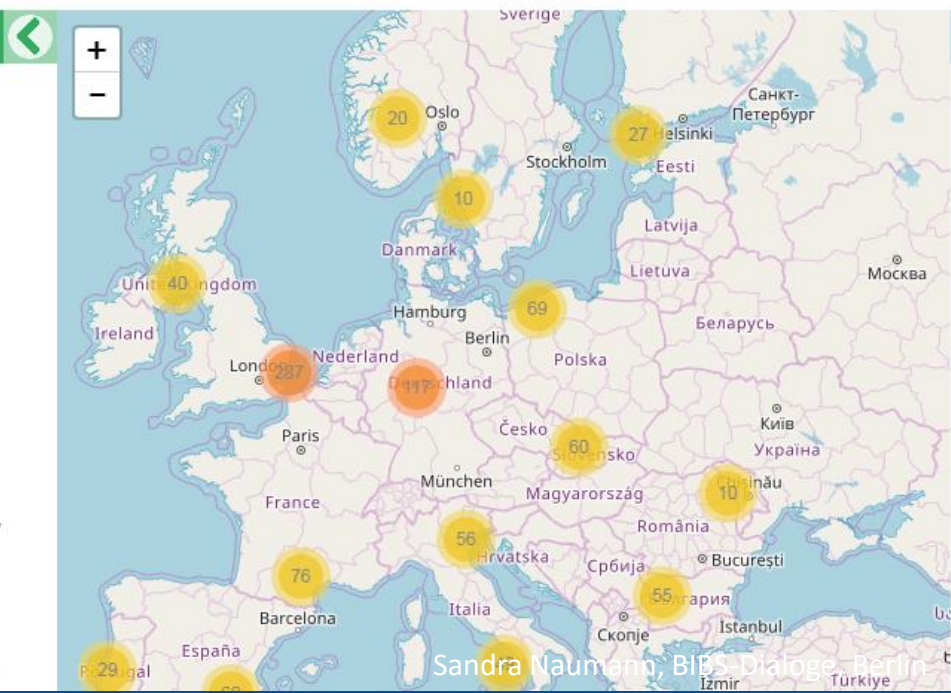 +
−
Sverige
Санкт-
Петербург
20
Oslo
27
Helsinki
Stockholm
Eesti
10
Latvija
Danmark
Lietuva
Москва
United Kingdom
40
Hamburg
69
Беларусь
Ireland
Berlin
Nederland
Polska
London
287
Deutschland
117
Київ
Česko
Україна
Paris
60
Slovensko
München
Chișinău
10
Magyarország
France
România
56
Hrvatska
București
Србија
76
55
България
Barcelona
Italia
Скопје
İstanbul
España
Portugal
29
Sandra Naumann, BIBS-Dialoge, Berlin
İzmir
Türkiye